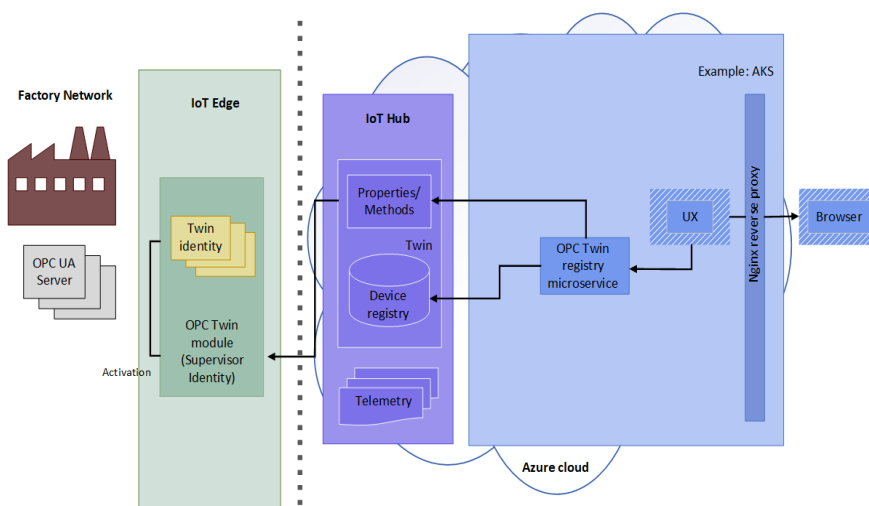 Factory Network
OPC UA
Server
IoT Edge
Twin
identity
OPC Twin
module
(Supervisor
Identity)
Activation
IoT Hub
Properties/
Methods
Twin
Device
registry
Telemetry
Example: AKS
OPC Twin
registry
microservice
UX
Nginx reverse proxy
Browser
Azure cloud